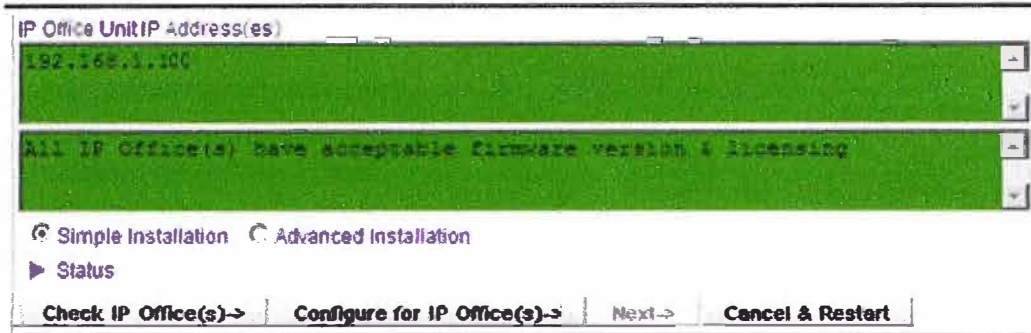 IP Office Unit IP Address(es)
192.168.1.100
All IP Office(s) have acceptable firmware version & licensing
Simple Installation Advanced Installation
Status
Check IP Office(s)-> Configure for IP Office(s)-> Next-> Cancel & Restart